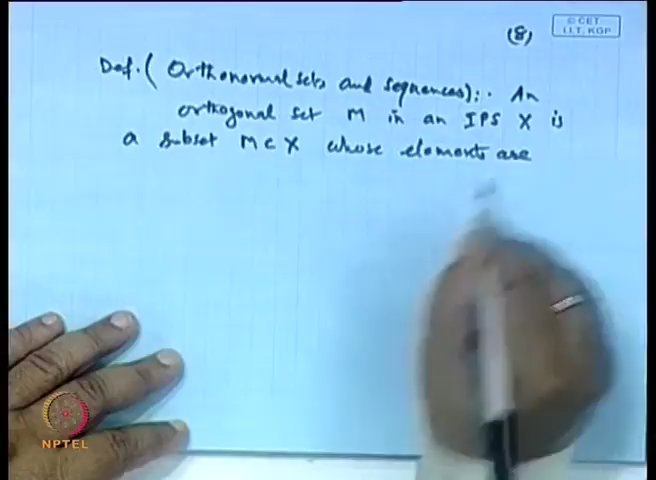 (8)
© CET
I.I.T. KGP
Def. ( Orthonormal sets and sequences):. An
orthogonal set M in an IPS X is
a subset M ⊂ X whose elements are
NPTEL